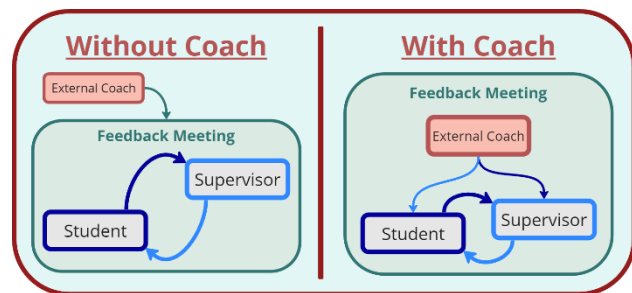 Without Coach
External Coach
Feedback Meeting
Supervisor
Student
With Coach
Feedback Meeting
External Coach
Supervisor
Student